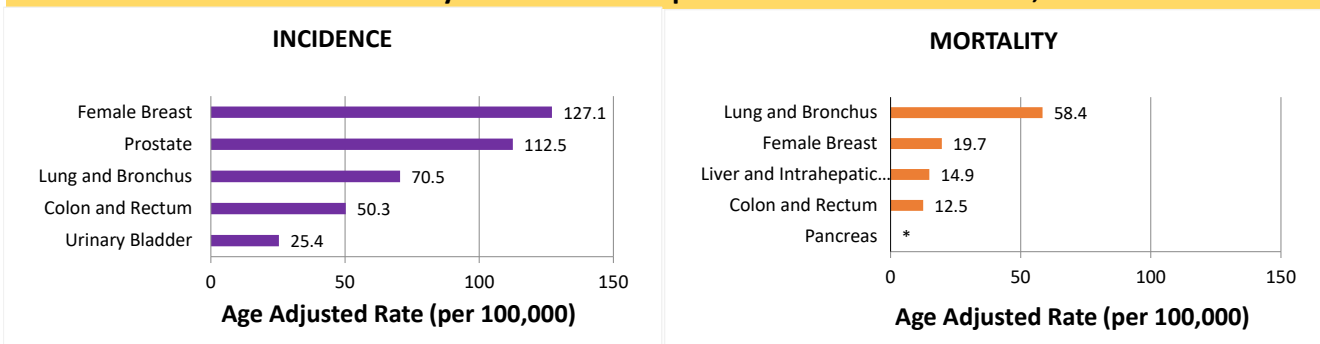 INCIDENCE
Female Breast 127.1
Prostate 112.5
Lung and Bronchus 70.5
Colon and Rectum 50.3
Urinary Bladder 25.4
0 50 100 150
Age Adjusted Rate (per 100,000)
MORTALITY
Lung and Bronchus 58.4
Female Breast 19.7
Liver and Intrahepatic... 14.9
Colon and Rectum 12.5
Pancreas *
0 50 100 150
Age Adjusted Rate (per 100,000)